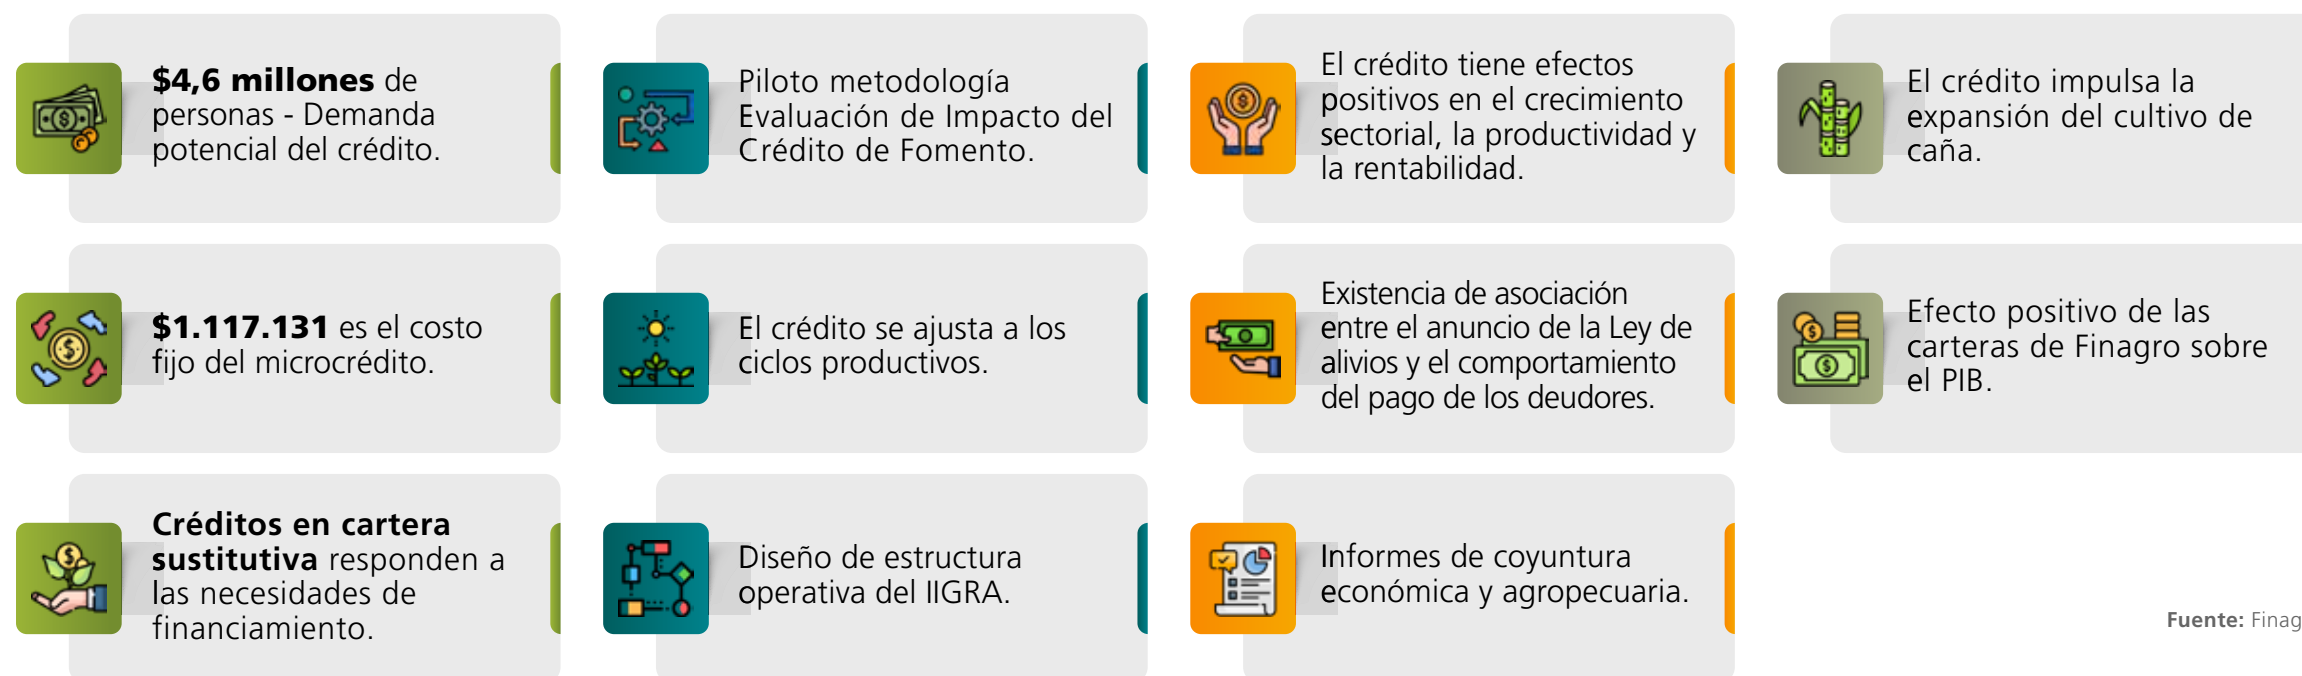 $4,6 millones de
personas - Demanda
potencial del crédito.
Piloto metodología
Evaluación de Impacto del
Crédito de Fomento.
El crédito tiene efectos
positivos en el crecimiento
sectorial, la productividad y
la rentabilidad.
El crédito impulsa la
expansión del cultivo de
caña.
$1.117.131 es el costo
fijo del microcrédito.
El crédito se ajusta a los
ciclos productivos.
Existencia de asociación
entre el anuncio de la Ley de
alivios y el comportamiento
del pago de los deudores.
Efecto positivo de las
carteras de Finagro sobre
el PIB.
Créditos en cartera
sustitutiva responden a
las necesidades de
financiamiento.
Diseño de estructura
operativa del IIGRA.
Informes de coyuntura
económica y agropecuaria.
Fuente: Finag